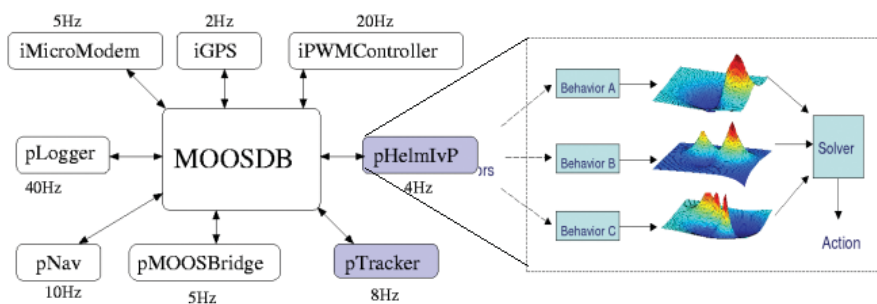 5Hz
2Hz
20Hz
iMicroModem
iGPS
iPWMController
Behavior A
pLogger
MOOSDB
pHelmIvP
ors
Behavior B
Solver
40Hz
4Hz
Behavior C
Action
pNav
pMOOSBridge
pTracker
10Hz
5Hz
8Hz